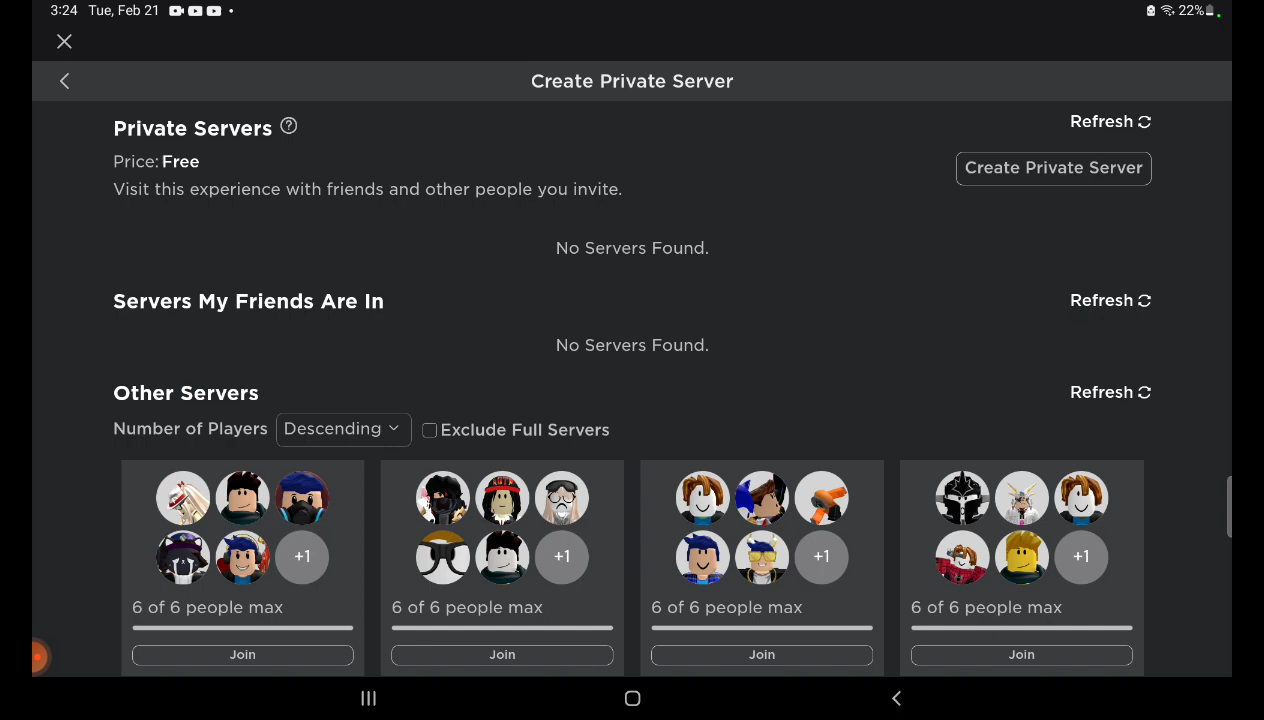 3:24 Tue, Feb 21
22%
Create Private Server
Private Servers
Refresh
Price: Free
Create Private Server
Visit this experience with friends and other people you invite.
No Servers Found.
Servers My Friends Are In
Refresh
No Servers Found.
Other Servers
Refresh
Number of Players Descending Exclude Full Servers
+1 +1 +1 +1
6 of 6 people max 6 of 6 people max 6 of 6 people max 6 of 6 people max
Join Join Join Join